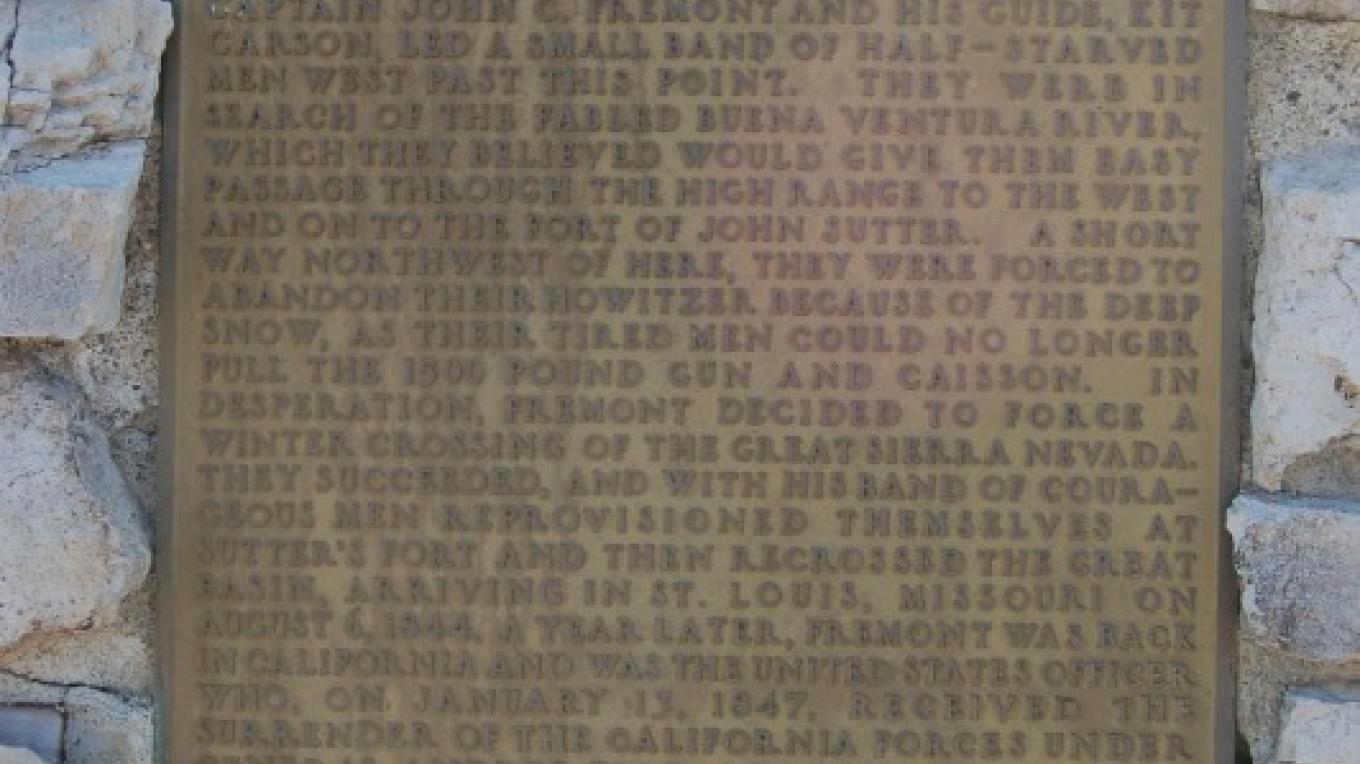 CAPTAIN JOHN C. FREMONT AND HIS GUIDE, KIT
CARSON, LED A SMALL BAND OF HALF-STARVED
MEN WEST PAST THIS POINT. THEY WERE IN
SEARCH OF THE FABLED BUENA VENTURA RIVER,
WHICH THEY BELIEVED WOULD GIVE THEM EASY
PASSAGE THROUGH THE HIGH RANGE TO THE WEST
AND ON TO THE FORT OF JOHN SUTTER. A SHORT
WAY NORTHWEST OF HERE, THEY WERE FORCED TO
ABANDON THEIR HOWITZER BECAUSE OF THE DEEP
SNOW, AS THEIR TIRED MEN COULD NO LONGER
PULL THE 1500 POUND GUN AND CAISSON. IN
DESPERATION, FREMONT DECIDED TO FORCE A
WINTER CROSSING OF THE GREAT SIERRA NEVADA.
THEY SUCCEEDED, AND WITH HIS BAND OF COURA-
GEOUS MEN REPROVISIONED THEMSELVES AT
SUTTER'S FORT AND THEN RECROSSED THE GREAT
BASIN, ARRIVING IN ST. LOUIS, MISSOURI ON
AUGUST 6, 1844. A YEAR LATER, FREMONT WAS BACK
IN CALIFORNIA AND WAS THE UNITED STATES OFFICER
WHO, ON JANUARY 13, 1847, RECEIVED THE
SURRENDER OF THE CALIFORNIA FORCES UNDER